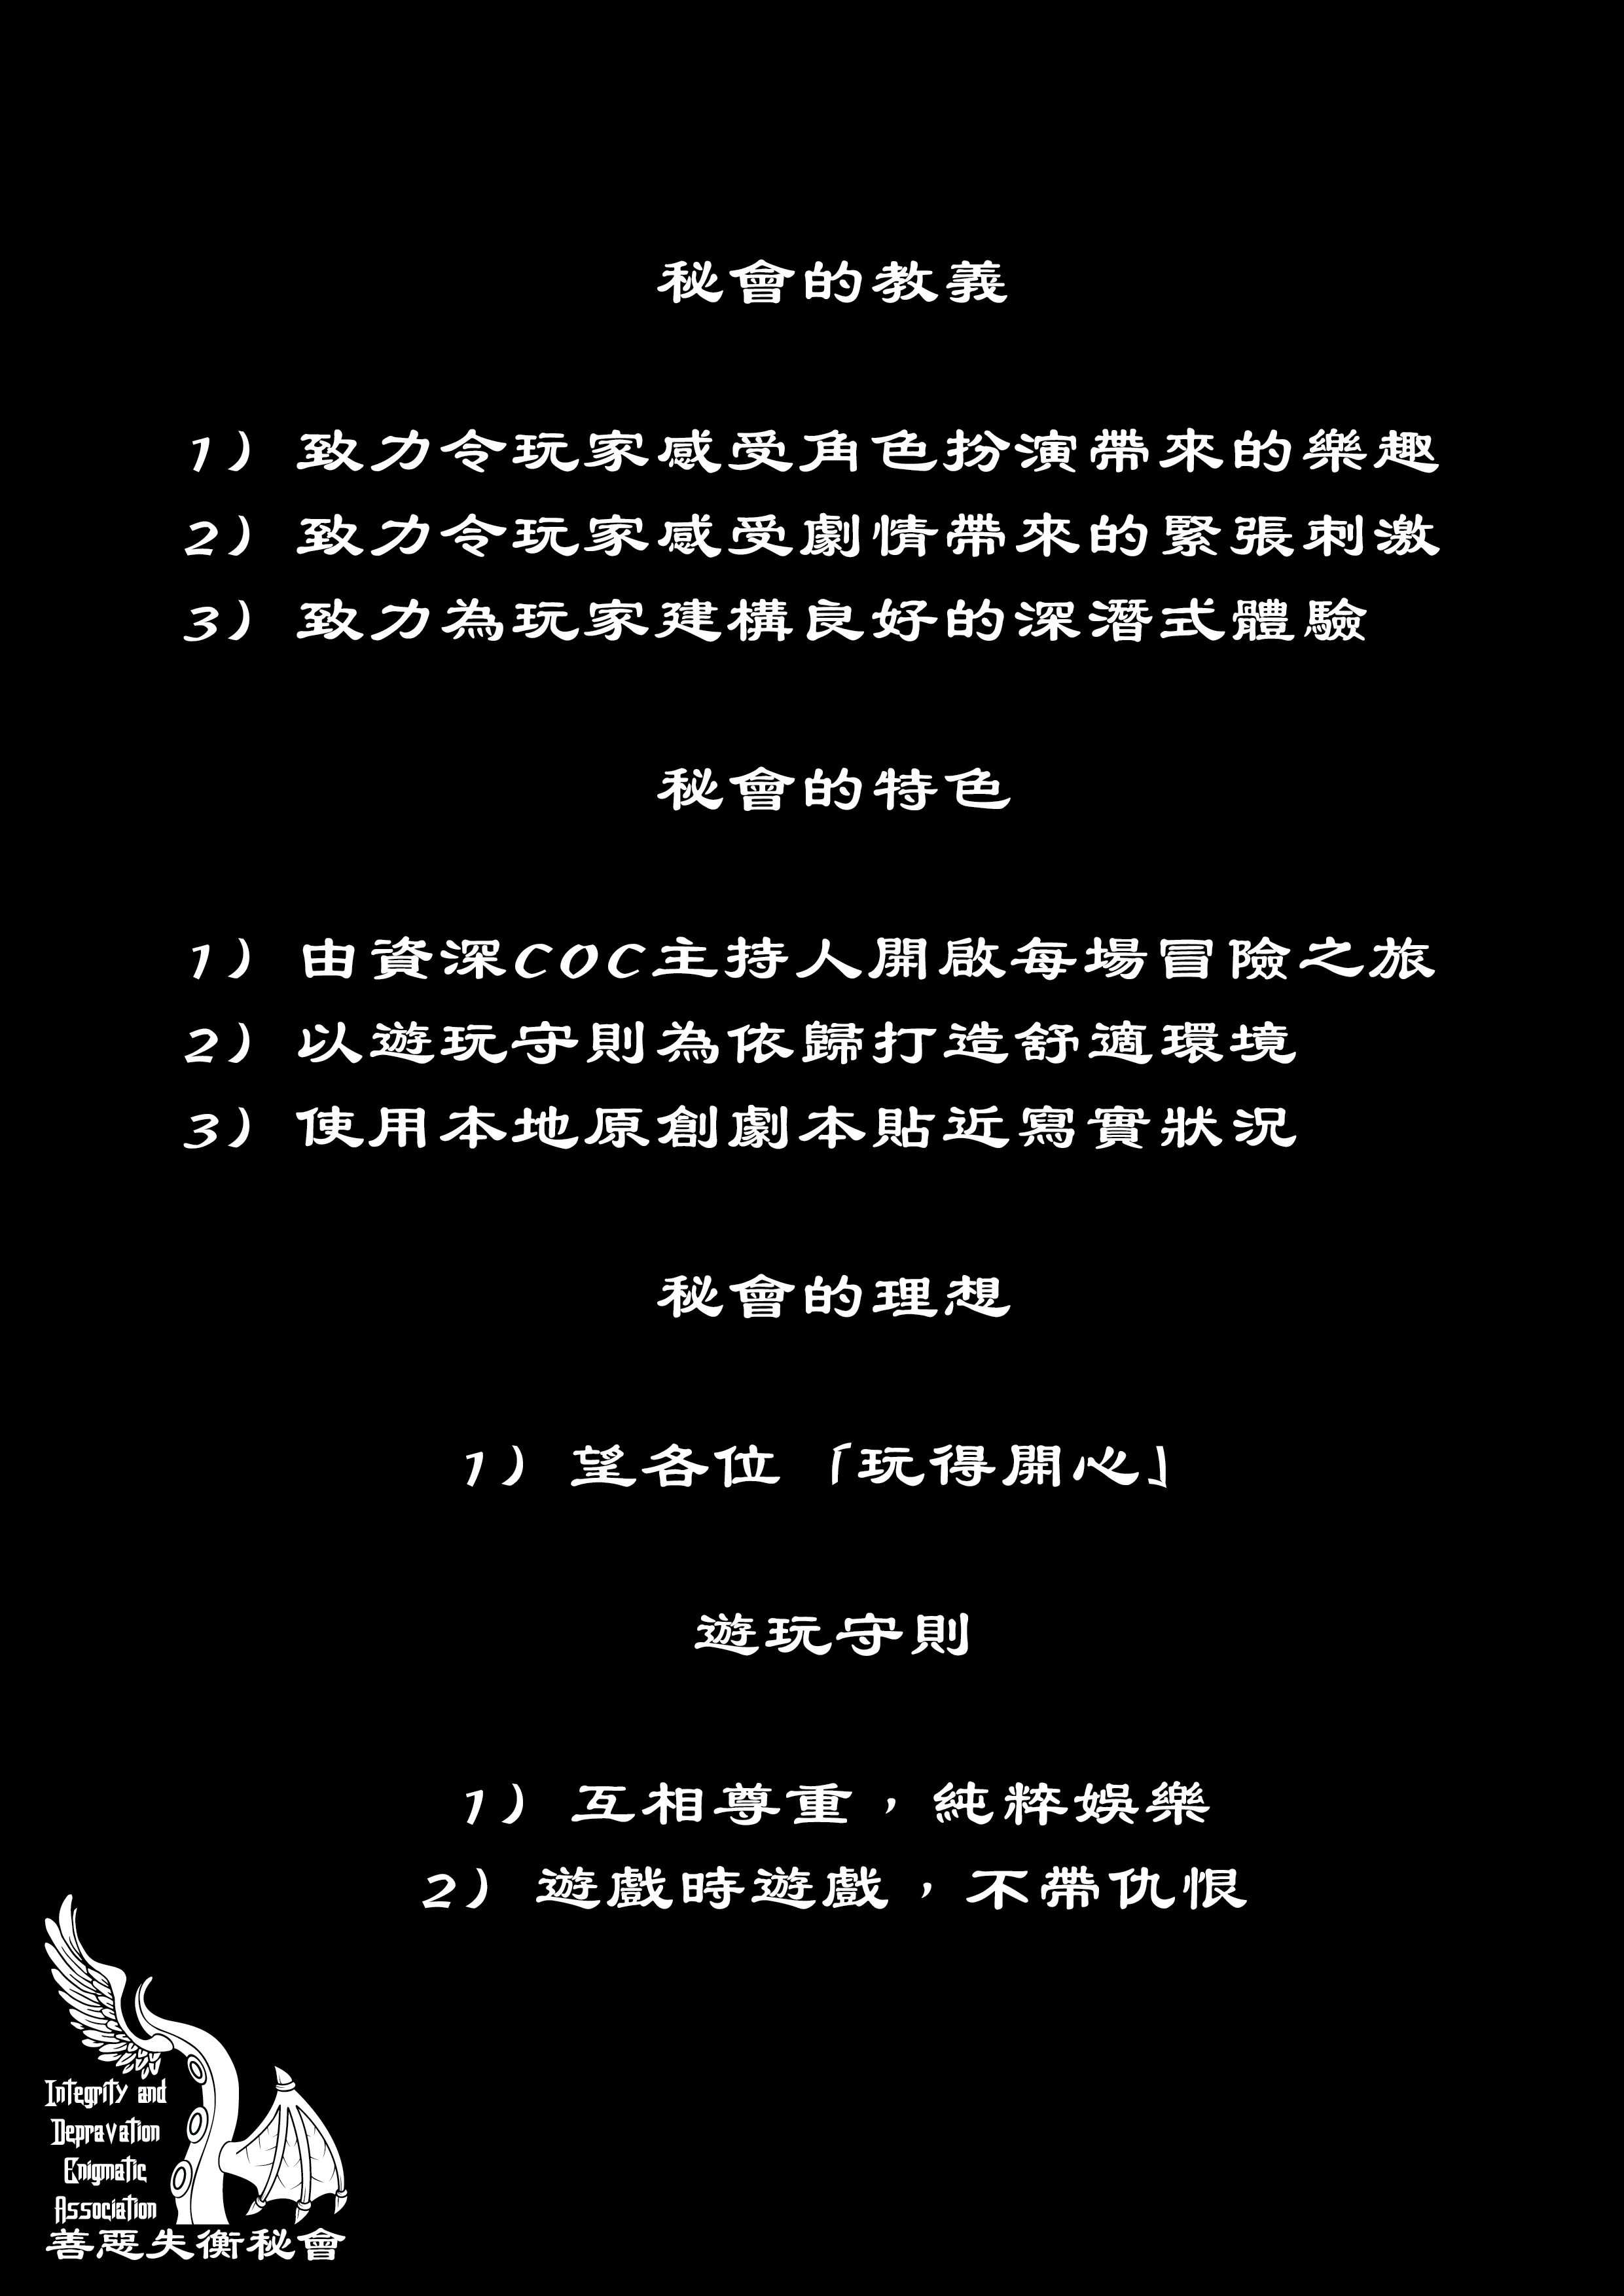 秘會的教義
1) 致力令玩家感受角色扮演帶來的樂趣
2) 致力令玩家感受劇情帶來的緊張刺激
3) 致力為玩家建構良好的深潛式體驗
秘會的特色
1) 由資深COC主持人開啟每場冒險之旅
2) 以遊玩守則為依歸打造舒適環境
3) 使用本地原創劇本貼近寫實狀況
秘會的理想
1) 望各位「玩得開心」
遊玩守則
1) 互相尊重，純粹娛樂
2) 遊戲時遊戲，不帶仇恨
Integrity and
Depravation
Enigmatic
Association
善惡失衡秘會